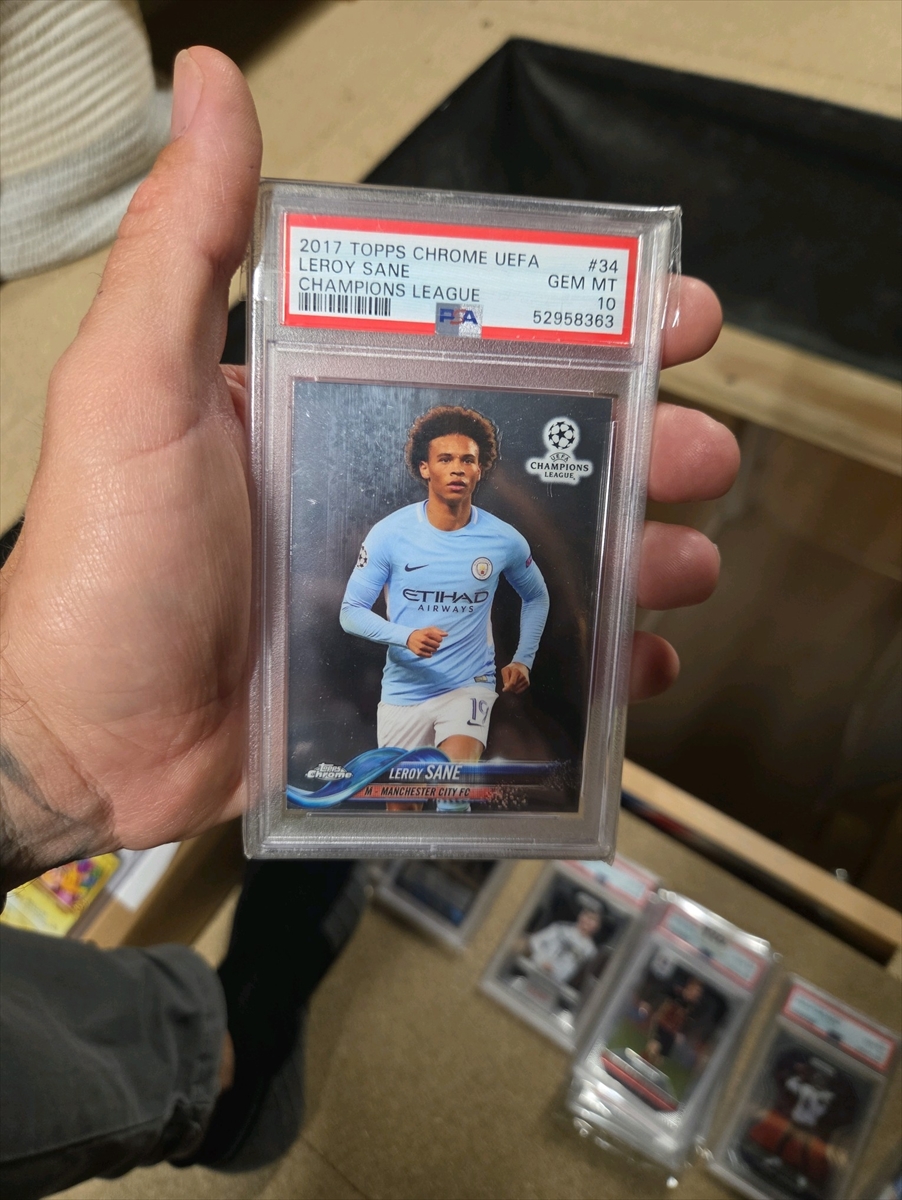 2017 TOPPS CHROME UEFA #34
LEROY SANE GEM MT
CHAMPIONS LEAGUE 10
PSA 52958363
UEFA
CHAMPIONS
LEAGUE
ETIHAD
AIRWAYS
19
Topps
Chrome
LEROY SANE
M - MANCHESTER CITY FC